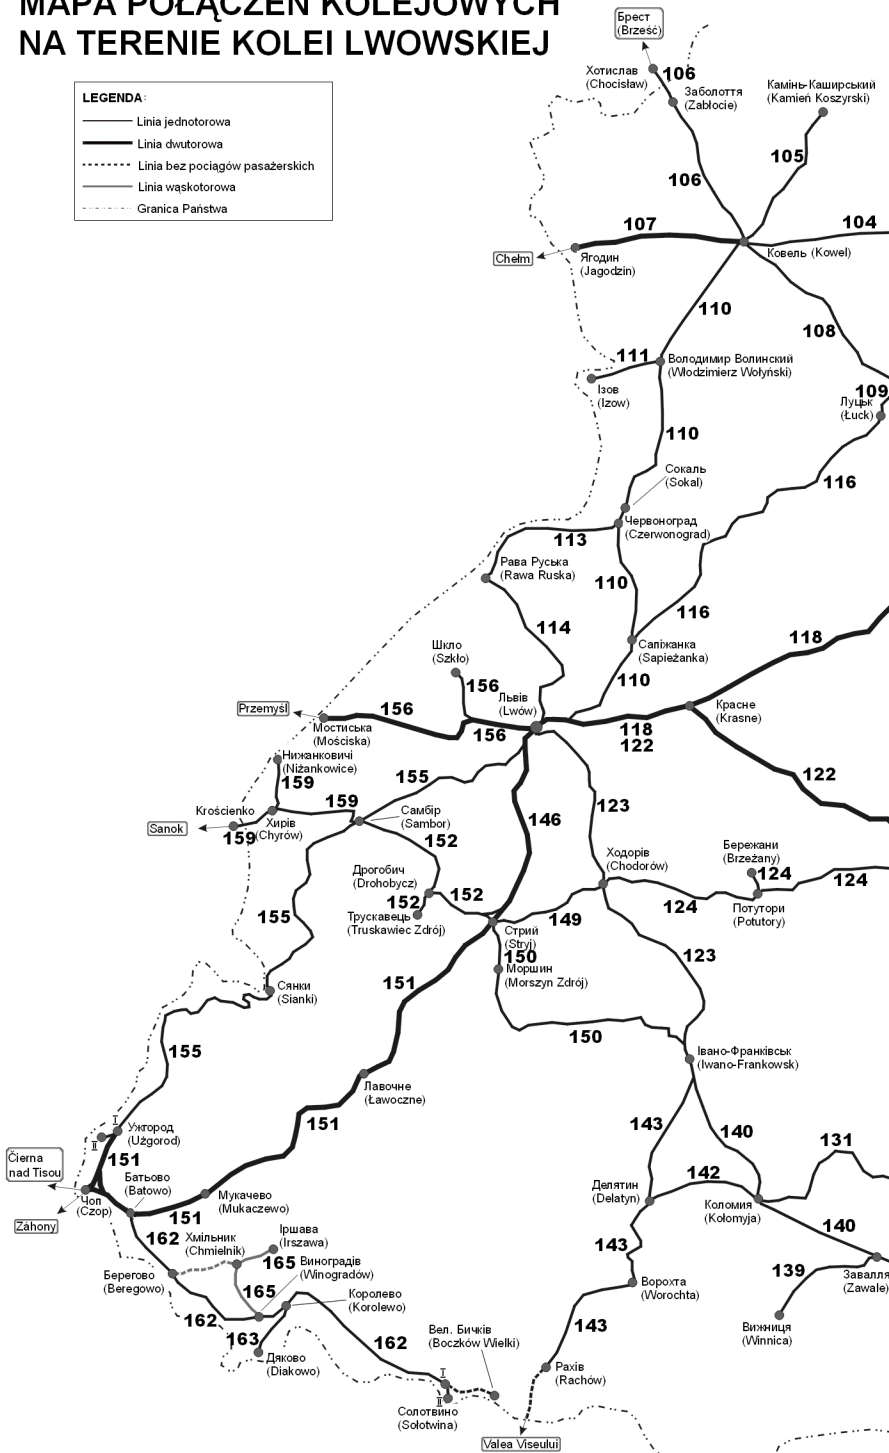 MAPA POŁĄCZEŃ KOLEJOWYCH
NA TERENIE KOLEI LWOWSKIEJ
LEGENDA:
Linia jednotorowa
Linia dwutorowa
Linia bez pociągów pasażerskich
Linia wąskotorowa
Granica Państwa
Брест
(Brześć)
Хотислав
(Chocisław)
106
Заболоття
(Zabłocie)
Камінь-Каширський
(Kamień Koszyrski)
105
106
107
104
Chełm
Ягодин
(Jagodzin)
Ковель (Kowel)
110
108
111
Володимир Волинский
(Włodzimierz Wołyński)
Ізов
(Izow)
109
Луцьк
(Łuck)
110
Сокаль
(Sokal)
116
Червоноград
(Czerwonograd)
113
Рава Руська
(Rawa Ruska)
110
116
114
118
Шкло
(Szkło)
Сапіжанка
(Sapieżanka)
156
110
Львів
(Lwów)
Красне
(Krasne)
Przemyśl
156
Мостиська
(Mościska)
156
118
122
Нижанковичі
(Niżankowice)
159
155
122
Krościenko
159
Самбір
(Sambor)
123
146
Sanok
159
Хирів
(Chyrów)
152
Ходорів
(Chodorów)
Бережани
(Brzeżany)
124
124
Дрогобич
(Drohobycz)
152
152
Трускавець
(Truskawiec Zdrój)
155
149
124
Потутори
(Potutory)
Стрий
(Stryj)
150
Моршин
(Morszyn Zdrój)
123
151
Сянки
(Sianki)
150
155
Івано-Франківськ
(Iwano-Frankowsk)
Лавочне
(Ławoczne)
I
II
Ужгород
(Użgorod)
151
143
140
131
151
Čierna
nad Tisou
Батьово
(Batowo)
Чоп
(Czop)
Мукачево
(Mukaczewo)
151
Делятин
(Delatyn)
142
Коломия
(Kołomyja)
Záhony
162
Хмільник
(Chmielnik)
Іршава
(Irszawa)
140
165
143
139
Берегово
(Beregowo)
Виноградів
(Winogradów)
165
Ворохта
(Worochta)
Завалля
(Zawale)
162
Королево
(Korolewo)
163
162
Вел. Бичків
(Boczków Wielki)
143
Вижниця
(Winnica)
Дяково
(Diakowo)
I
II
Рахів
(Rachów)
Солотвино
(Sołotwina)
Valea Viseului